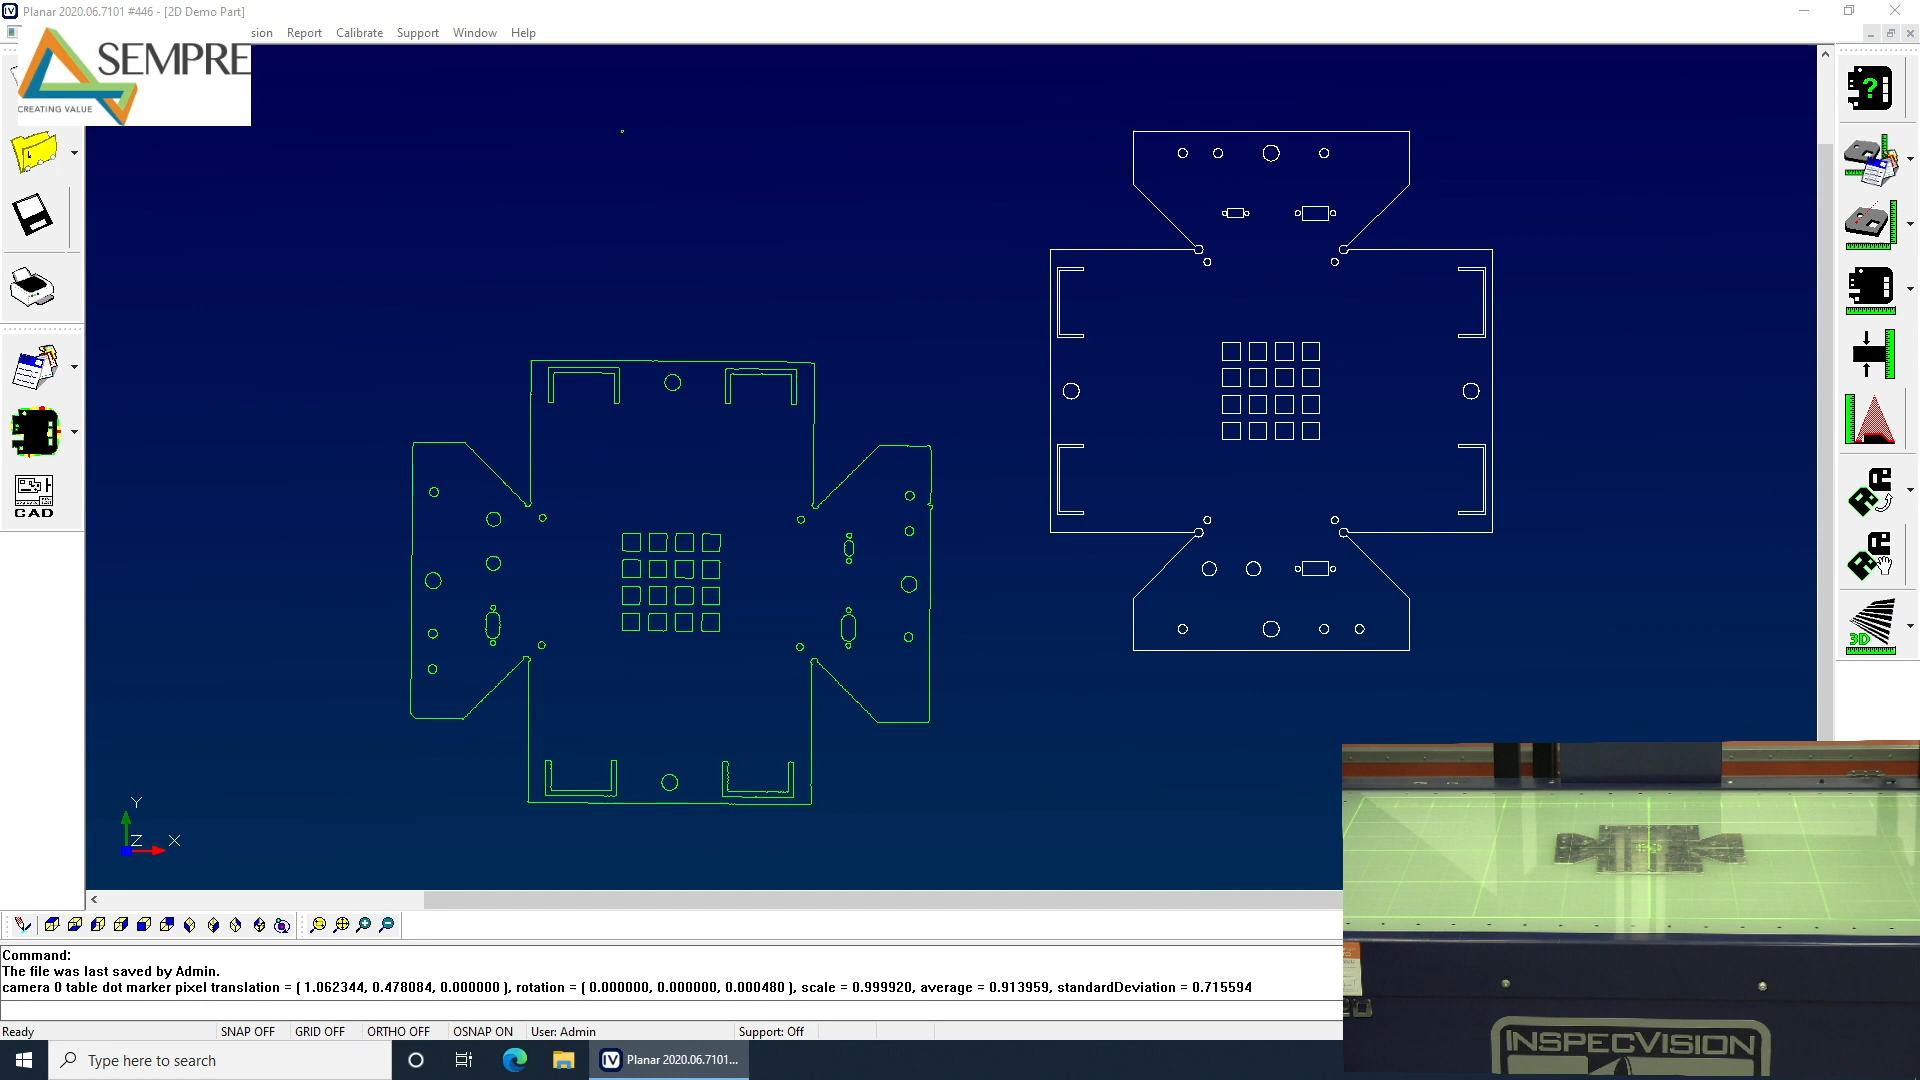 Planar 2020.06.7101 #446 - [2D Demo Part]
sion Report Calibrate Support Window Help
SEMPRE
CREATING VALUE
?
CAD
3D
Y
Z X
Command:
The file was last saved by Admin.
camera 0 table dot marker pixel translation = ( 1.062344, 0.478084, 0.000000 ), rotation = ( 0.000000, 0.000000, 0.000480 ), scale = 0.999920, average = 0.913959, standardDeviation = 0.715594
Ready SNAP OFF GRID OFF ORTHO OFF OSNAP ON User: Admin Support: Off
Type here to search
IV Planar 2020.06.7101...
INSPECVISION